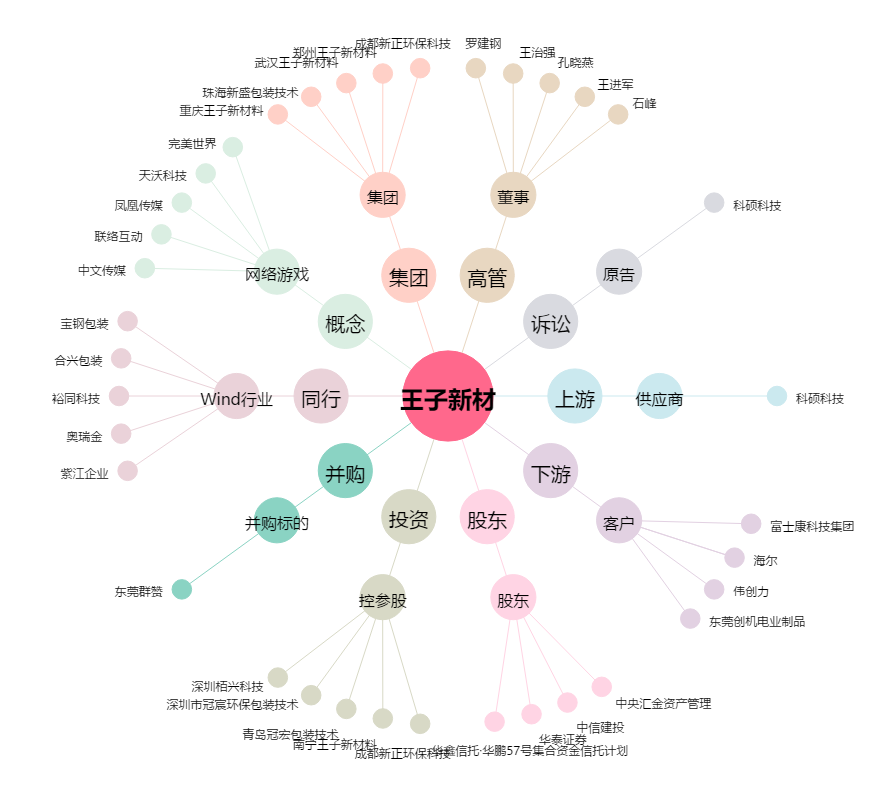 成都新正环保科技
郑州王子新材料
武汉王子新材料
珠海新盛包装技术
重庆王子新材料
罗建钢
王治强
孔晓燕
王进军
石峰
集团
董事
集团
高管
完美世界
天沃科技
凤凰传媒
联络互动
中文传媒
网络游戏
概念
科硕科技
原告
诉讼
宝钢包装
合兴包装
裕同科技
奥瑞金
紫江企业
Wind行业
同行
王子新材
上游
供应商
科硕科技
并购
并购标的
东莞群赞
下游
客户
富士康科技集团
海尔
伟创力
东莞创机电业制品
投资
控参股
深圳栢兴科技
深圳市冠宸环保包装技术
青岛冠宏包装技术
南宁王子新材料
成都新正环保科技
股东
股东
中央汇金资产管理
中信建投
华泰证券
华鑫信托·华鹏57号集合资金信托计划